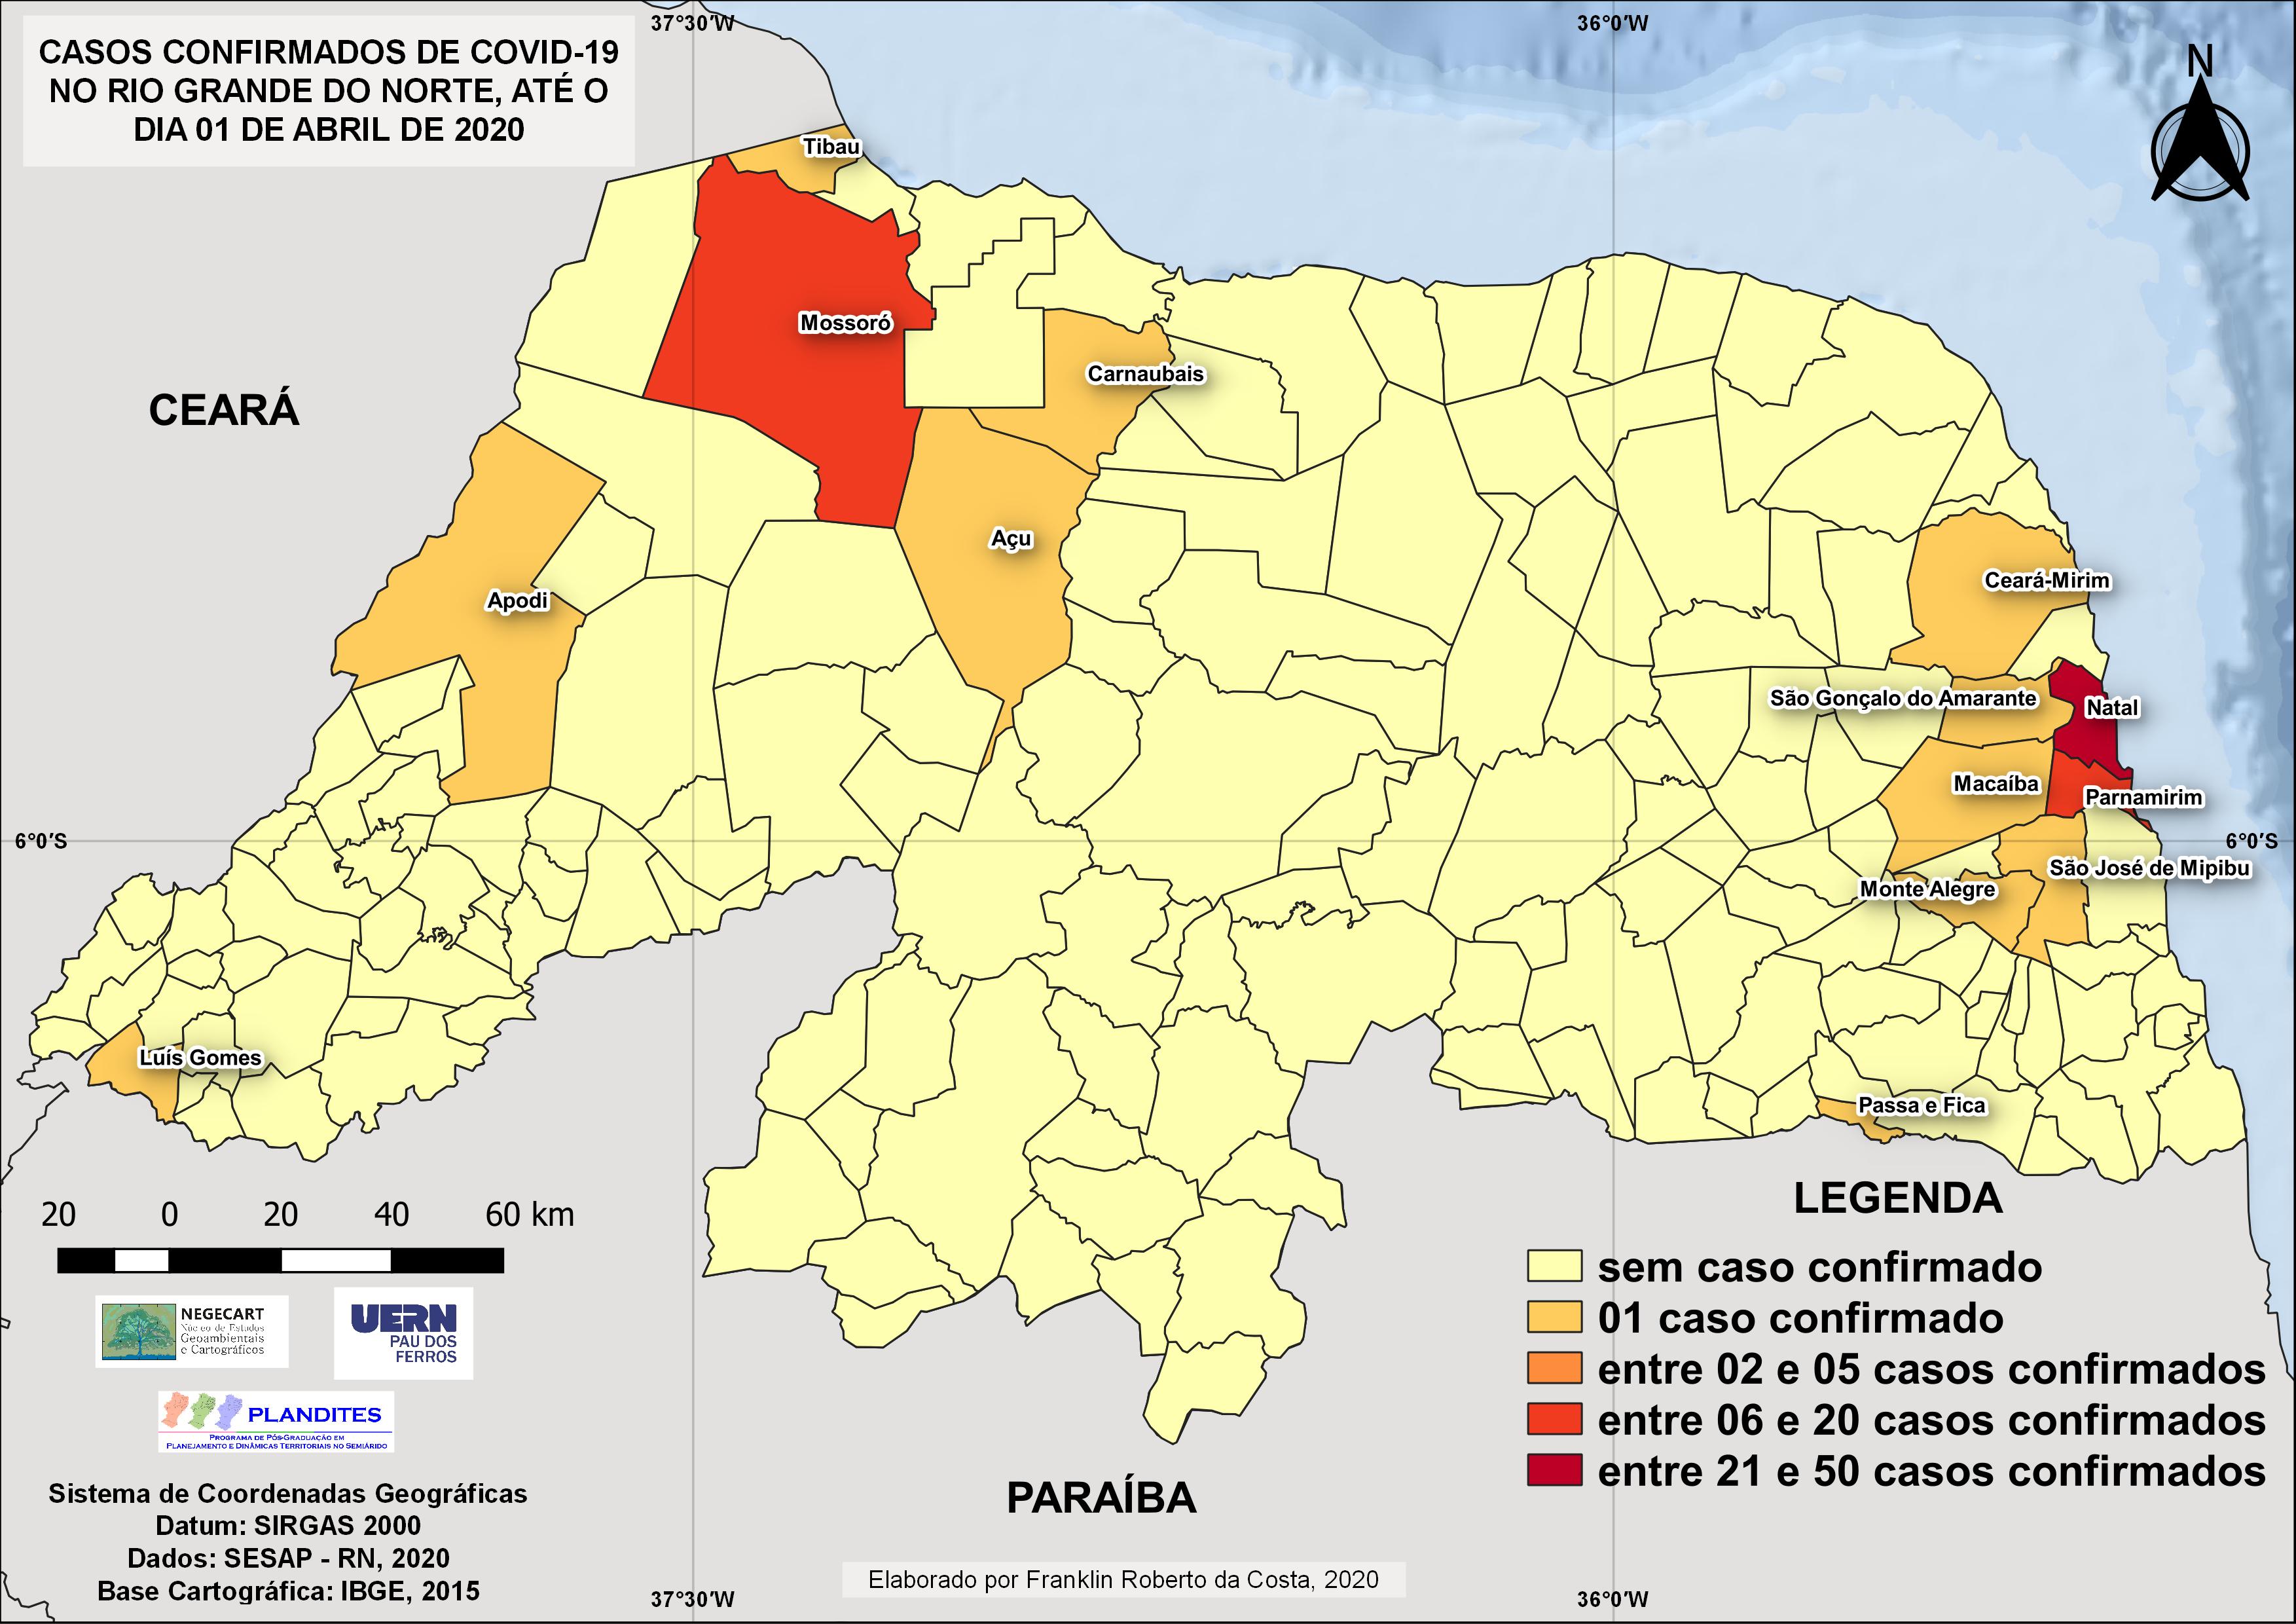 CASOS CONFIRMADOS DE COVID-19
NO RIO GRANDE DO NORTE, ATÉ O
DIA 01 DE ABRIL DE 2020
37°30′W
36°0′W
N
Tibau
Mossoró
Carnaubais
CEARÁ
Açu
Apodi
Ceará-Mirim
São Gonçalo do Amarante
Natal
Macaíba
Parnamirim
6°0′S
6°0′S
São José de Mipibu
Monte Alegre
Luís Gomes
Passa e Fica
20 0 20 40 60 km
NEGECART
Núcleo de Estudos
Geoambientais
e Cartográficos
UERN
PAU DOS
FERROS
PLANDITES
PROGRAMA DE PÓS-GRADUAÇÃO EM
PLANEJAMENTO E DINÂMICAS TERRITORIAIS NO SEMIÁRIDO
Sistema de Coordenadas Geográficas
Datum: SIRGAS 2000
Dados: SESAP - RN, 2020
Base Cartográfica: IBGE, 2015
LEGENDA
sem caso confirmado
01 caso confirmado
entre 02 e 05 casos confirmados
entre 06 e 20 casos confirmados
entre 21 e 50 casos confirmados
PARAÍBA
Elaborado por Franklin Roberto da Costa, 2020
37°30′W
36°0′W